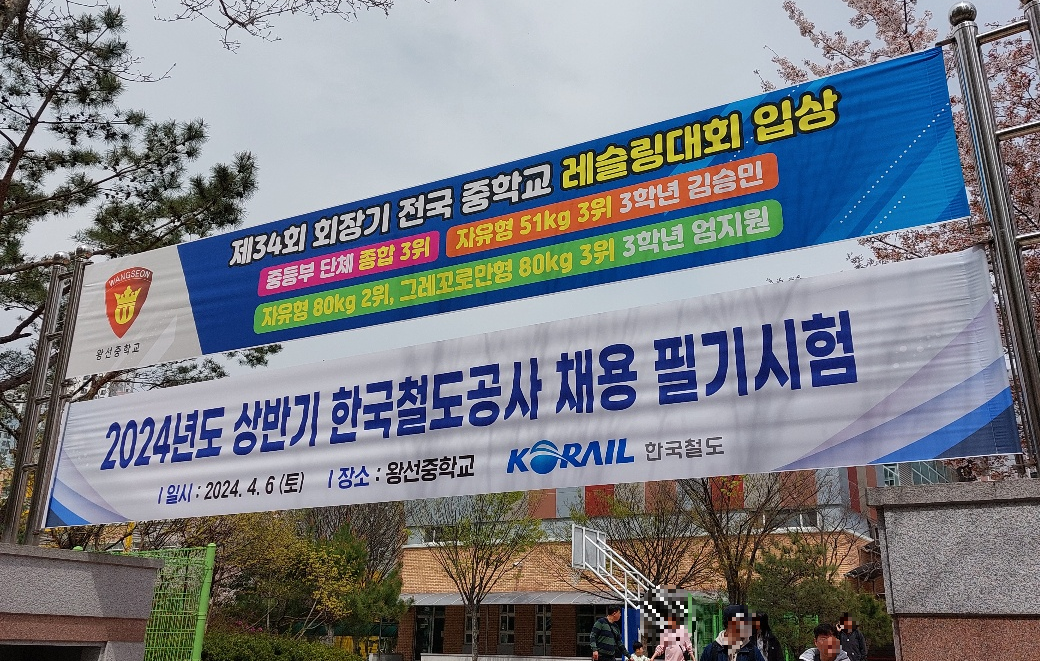 제34회 회장기 전국 중학교 레슬링대회 입상
중등부 단체 종합 3위 자유형 51kg 3위 3학년 김승민
자유형 80kg 2위, 그레꼬로만형 80kg 3위 3학년 엄지원
WANGSEON
왕선중학교
2024년도 상반기 한국철도공사 채용 필기시험
일시 : 2024. 4. 6 (토) 장소 : 왕선중학교 KORAIL 한국철도